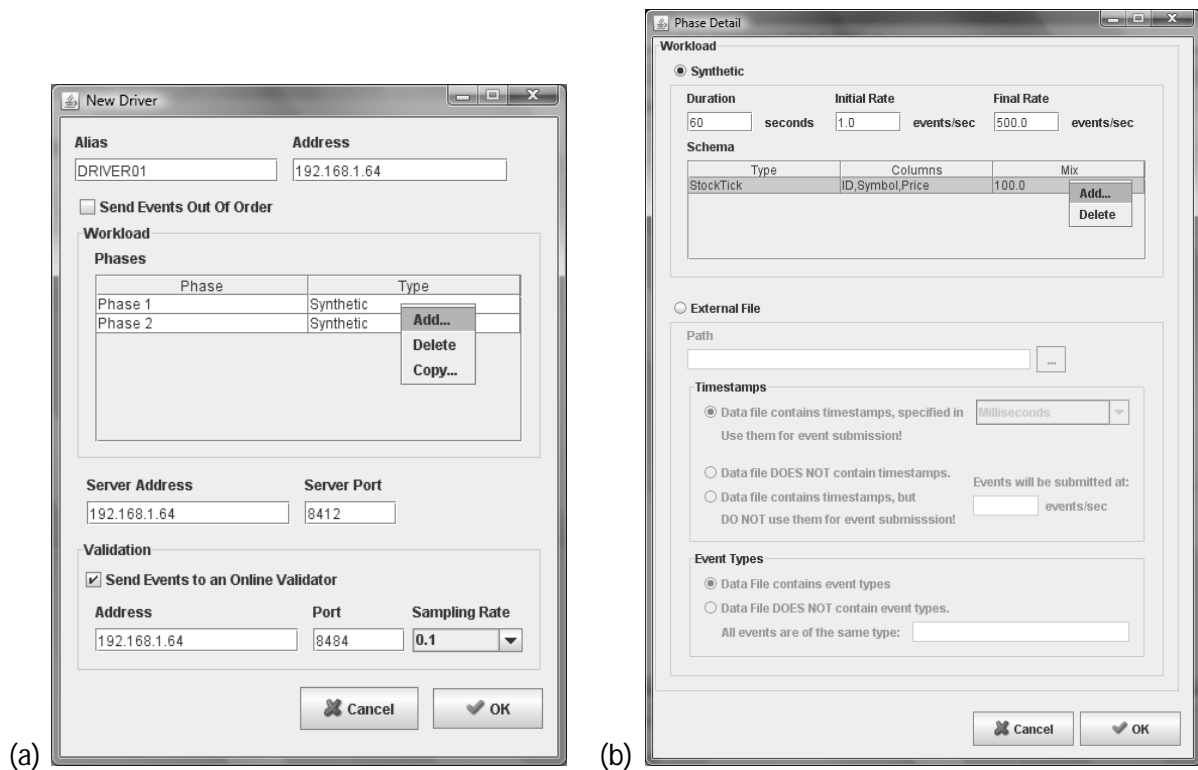 New Driver
Alias Address
DRIVER01 192.168.1.64
Send Events Out Of Order
Workload
Phases
Phase Type
Phase 1 Synthetic
Phase 2 Synthetic
Add...
Delete
Copy...
Server Address Server Port
192.168.1.64 8412
Validation
Send Events to an Online Validator
Address Port Sampling Rate
192.168.1.64 8484 0.1
Cancel OK
(a)
Phase Detail
Workload
Synthetic
Duration Initial Rate Final Rate
60 seconds 1.0 events/sec 500.0 events/sec
Schema
Type Columns Mix
StockTick ID,Symbol,Price 100.0
Add...
Delete
External File
Path
...
Timestamps
Data file contains timestamps, specified in Milliseconds
Use them for event submission!
Data file DOES NOT contain timestamps.
Data file contains timestamps, but
DO NOT use them for event submisssion!
Events will be submitted at:
events/sec
Event Types
Data File contains event types
Data File DOES NOT contain event types.
All events are of the same type:
Cancel OK
(b)